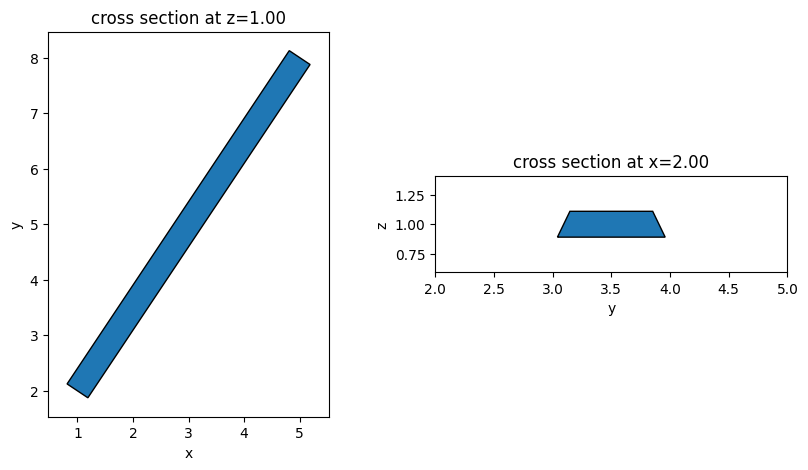 cross section at z=1.00
8
7
6
5
4
3
2
y
1 2 3 4 5
x
cross section at x=2.00
1.25
1.00
0.75
z
2.0 2.5 3.0 3.5 4.0 4.5 5.0
y